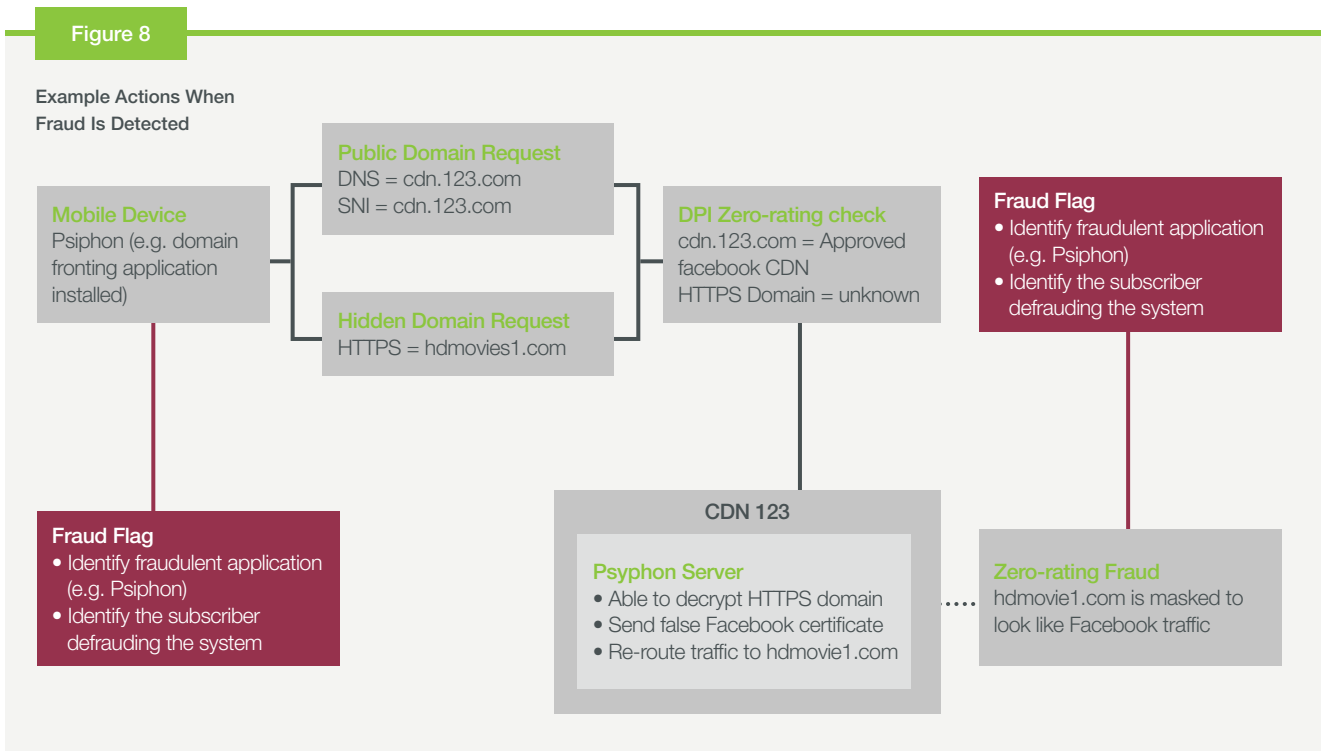 Figure 8
Example Actions When
Fraud Is Detected
Mobile Device
Psiphon (e.g. domain
fronting application
installed)
Public Domain Request
DNS = cdn.123.com
SNI = cdn.123.com
Hidden Domain Request
HTTPS = hdmovies1.com
DPI Zero-rating check
cdn.123.com = Approved
facebook CDN
HTTPS Domain = unknown
Fraud Flag
• Identify fraudulent application
(e.g. Psiphon)
• Identify the subscriber
defrauding the system
Fraud Flag
• Identify fraudulent application
(e.g. Psiphon)
• Identify the subscriber
defrauding the system
CDN 123
Psyphon Server
• Able to decrypt HTTPS domain
• Send false Facebook certificate
• Re-route traffic to hdmovie1.com
Zero-rating Fraud
hdmovie1.com is masked to
look like Facebook traffic